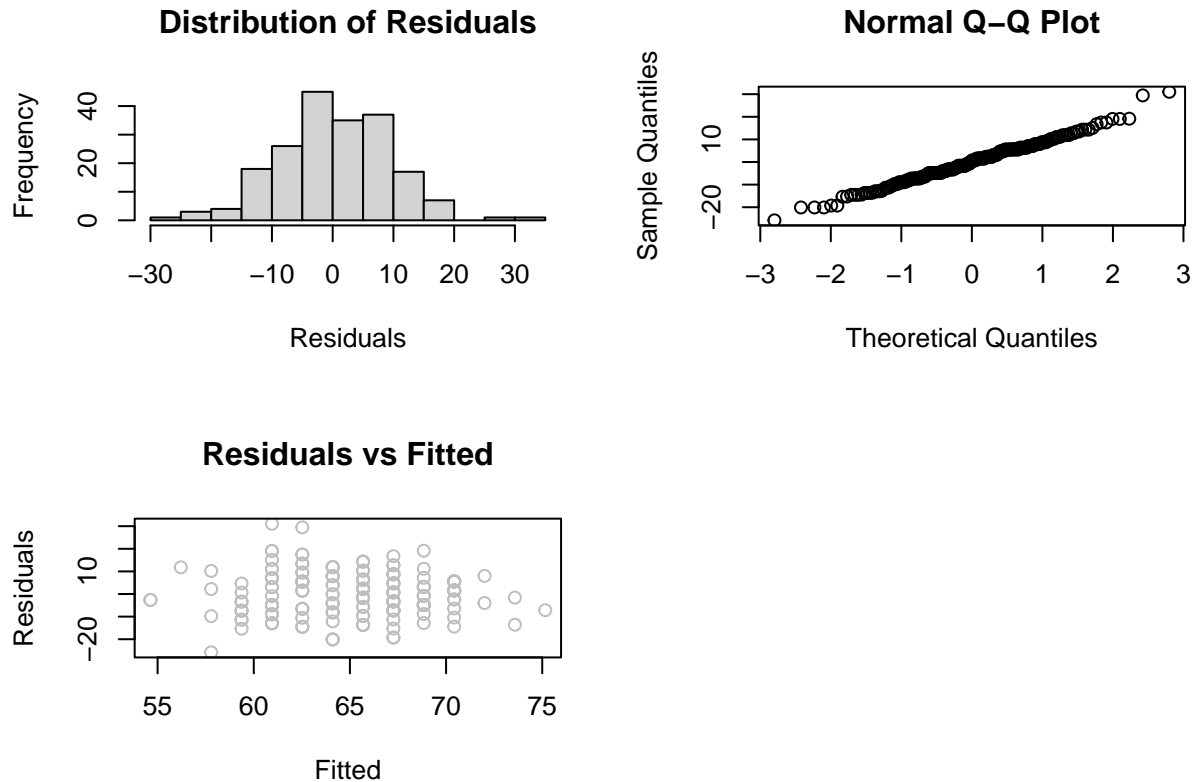 Distribution of Residuals
Frequency
40
20
0
−30
−10
0
10
20
30
Residuals
Normal Q−Q Plot
Sample Quantiles
10
−20
−3
−2
−1
0
1
2
3
Theoretical Quantiles
Residuals vs Fitted
Residuals
10
−20
55
60
65
70
75
Fitted